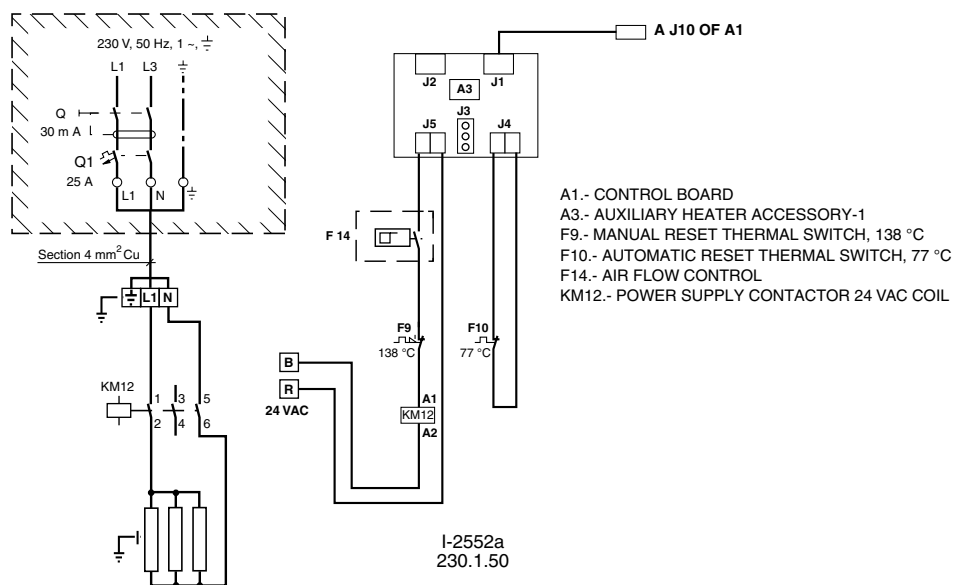 230 V, 50 Hz, 1 ~,
L1 L3
Q
30 m A
Q1
25 A
L1 N
Section 4 mm² Cu
L1 N
KM12
1 3 5
2 4 6
A J10 OF A1
J2 J1
A3
J3
J5 J4
F 14
F9
138 °C
F10
77 °C
B
R
24 VAC
A1
KM12
A2
A1.- CONTROL BOARD
A3.- AUXILIARY HEATER ACCESSORY-1
F9.- MANUAL RESET THERMAL SWITCH, 138 °C
F10.- AUTOMATIC RESET THERMAL SWITCH, 77 °C
F14.- AIR FLOW CONTROL
KM12.- POWER SUPPLY CONTACTOR 24 VAC COIL
I-2552a
230.1.50